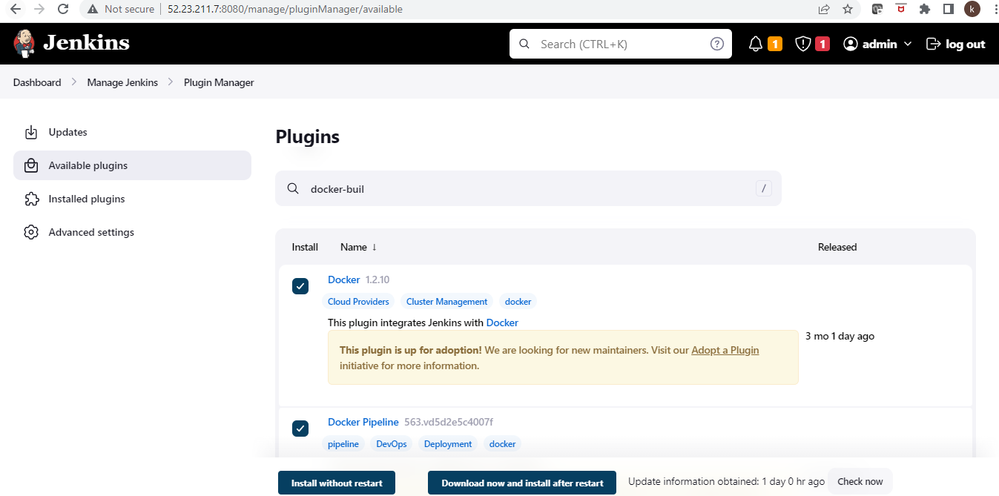 Not secure | 52.23.211.7:8080/manage/pluginManager/available k
Jenkins Search (CTRL+K) ? 1 1 admin log out
Dashboard > Manage Jenkins > Plugin Manager
Updates
Available plugins
Installed plugins
Advanced settings
Plugins
docker-buil /
Install Name ↓ Released
Docker 1.2.10
Cloud Providers Cluster Management docker
This plugin integrates Jenkins with Docker
3 mo 1 day ago
This plugin is up for adoption! We are looking for new maintainers. Visit our Adopt a Plugin
initiative for more information.
Docker Pipeline 563.vd5d2e5c4007f
pipeline DevOps Deployment docker
Install without restart Download now and install after restart Update information obtained: 1 day 0 hr ago Check now